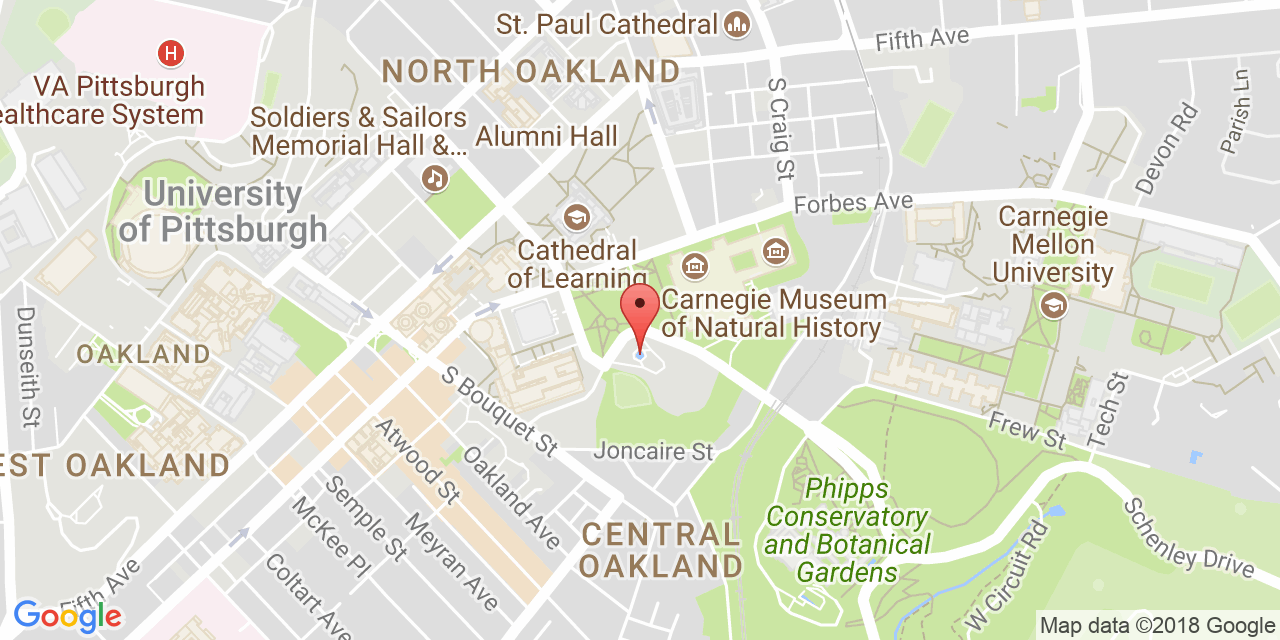 St. Paul Cathedral
Fifth Ave
NORTH OAKLAND
H
VA Pittsburgh
ealthcare System
S Craig St
Parish Ln
Devon Rd
Soldiers & Sailors
Memorial Hall &...
Alumni Hall
University
of Pittsburgh
Forbes Ave
Carnegie
Mellon
University
Cathedral
of Learning
Carnegie Museum
of Natural History
Dunseith St
OAKLAND
S Bouquet St
Tech St
Frew St
Atwood St
Joncaire St
EST OAKLAND
Oakland Ave
Semple St
McKee Pl
Meyran Ave
Coltart Ave
Fifth Ave
CENTRAL
OAKLAND
Phipps
Conservatory
and Botanical
Gardens
Schenley Drive
W Circuit Rd
Google
Map data ©2018 Google